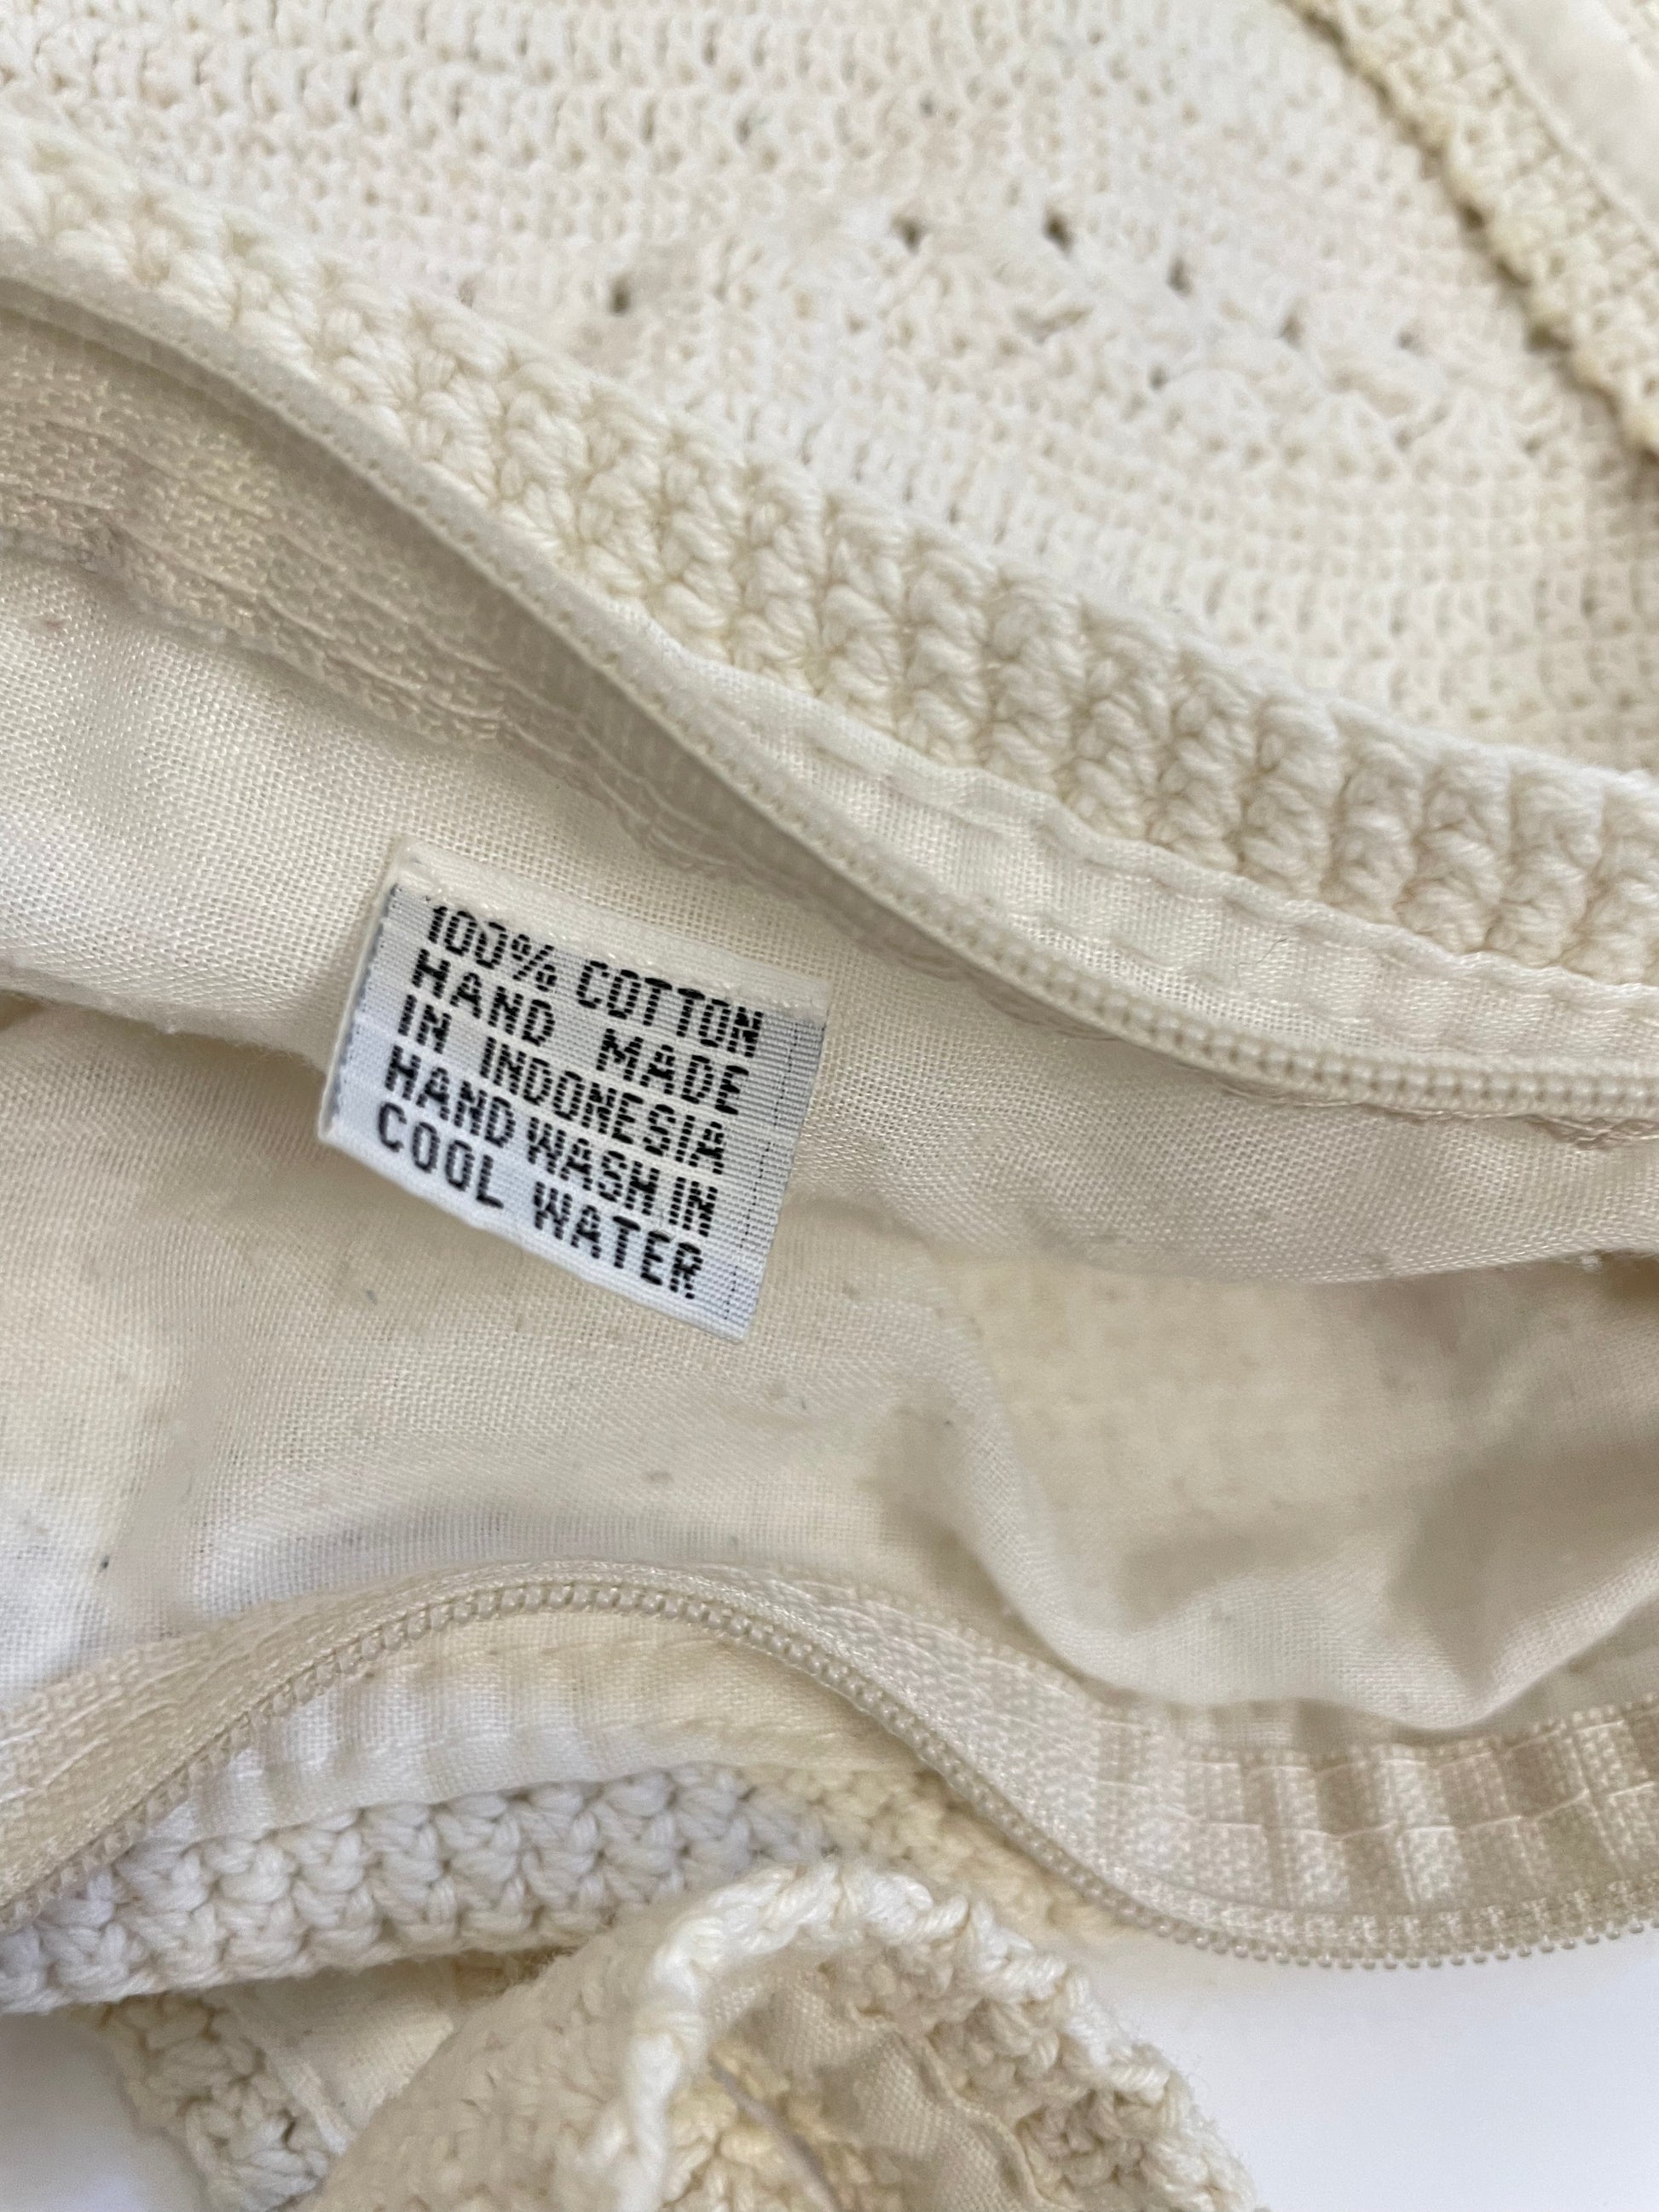 100% COTTON
HAND MADE
IN INDONESIA
HAND WASH IN
COOL WATER